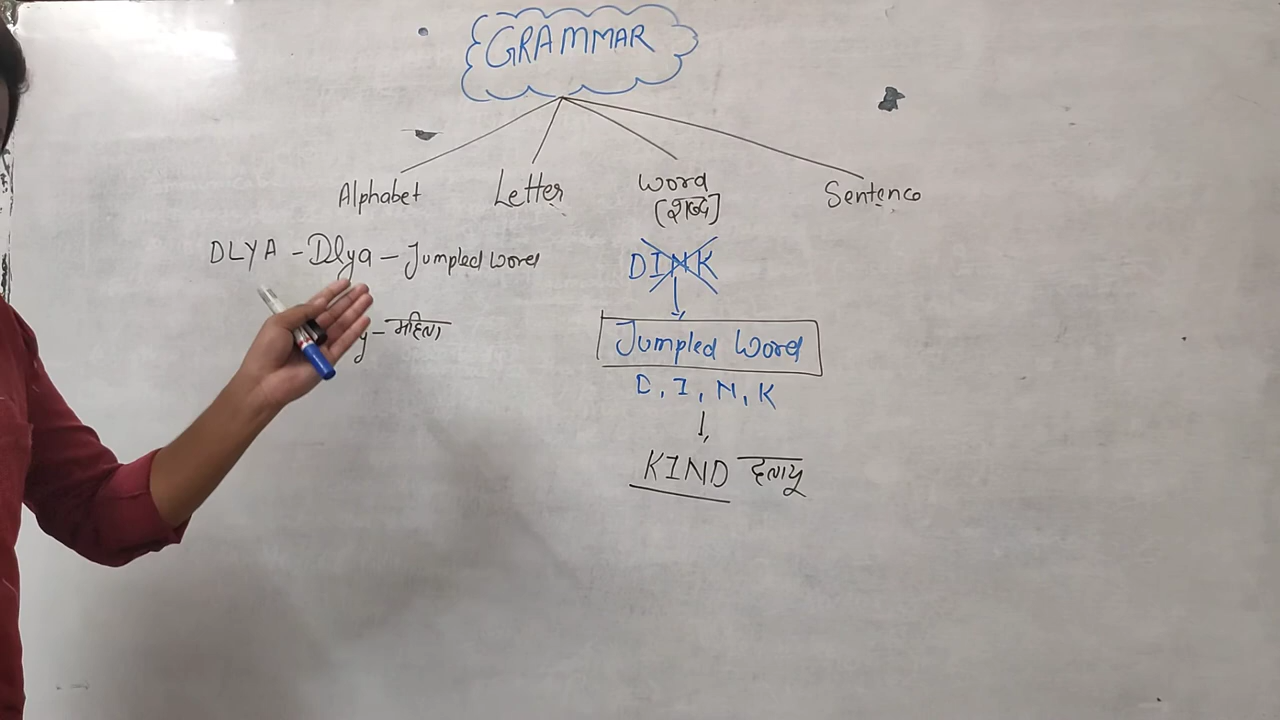 GRAMMAR
Alphabet Letter Word Sentence
[शब्द]
DLYA - Dlya - Jumpled Word
DINK
y - महिला
Jumpled Word
D, I, N, K
KIND दयालु